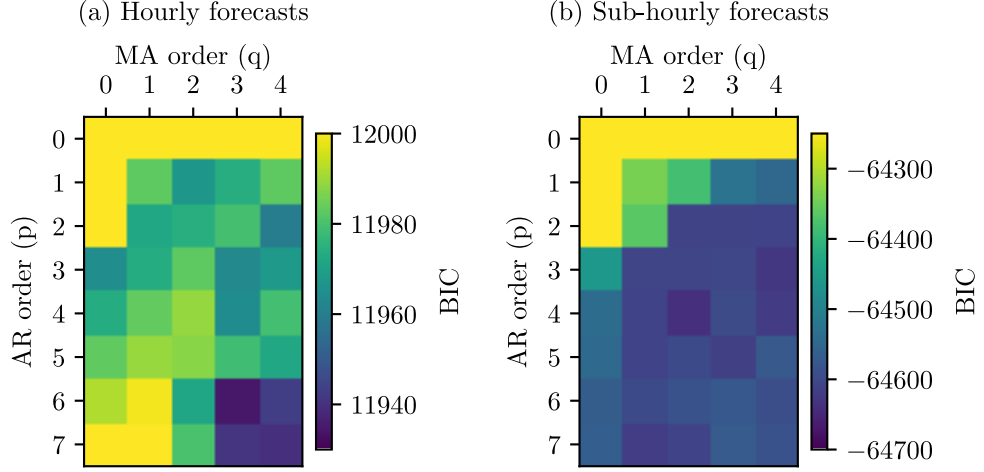 (a) Hourly forecasts
MA order (q)
0 1 2 3 4
AR order (p)
0
1
2
3
4
5
6
7
12000
11980
11960
11940
BIC
(b) Sub-hourly forecasts
MA order (q)
0 1 2 3 4
AR order (p)
0
1
2
3
4
5
6
7
−64300
−64400
−64500
−64600
−64700
BIC